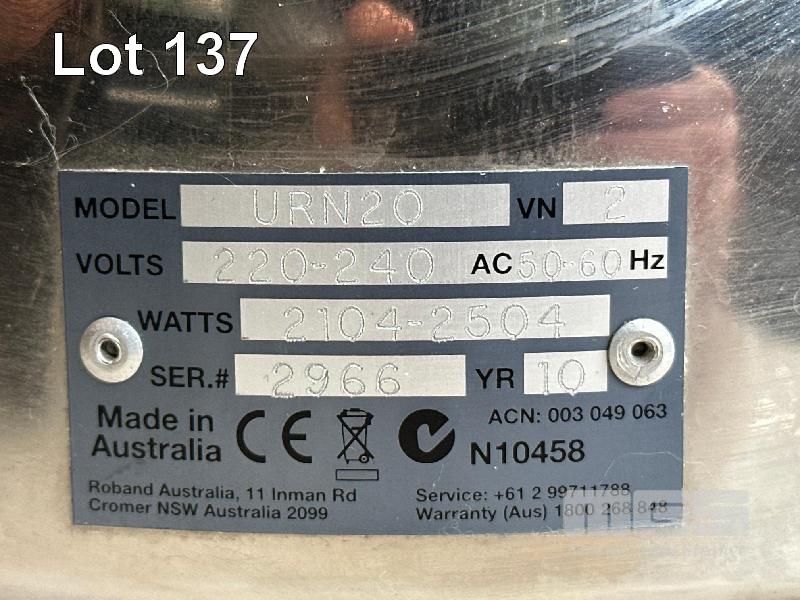 Lot 137
MODEL URN20 VN 2
VOLTS 220-240 AC 50-60 Hz
WATTS 2104-2504
SER.# 2966 YR 10
Made in Australia CE ACN: 003 049 063
N10458
Roband Australia, 11 Inman Rd
Cromer NSW Australia 2099
Service: +61 2 99711788
Warranty (Aus) 1800 268 848